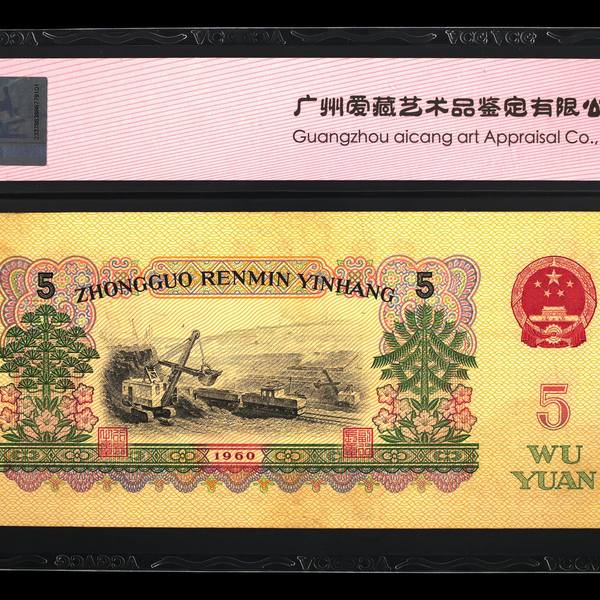 广州爱藏艺术品鉴定有限公
Guangzhou aicang art Appraisal Co.,
5 ZHONGGUO RENMIN YINHANG 5
5
1960
WU
YUAN